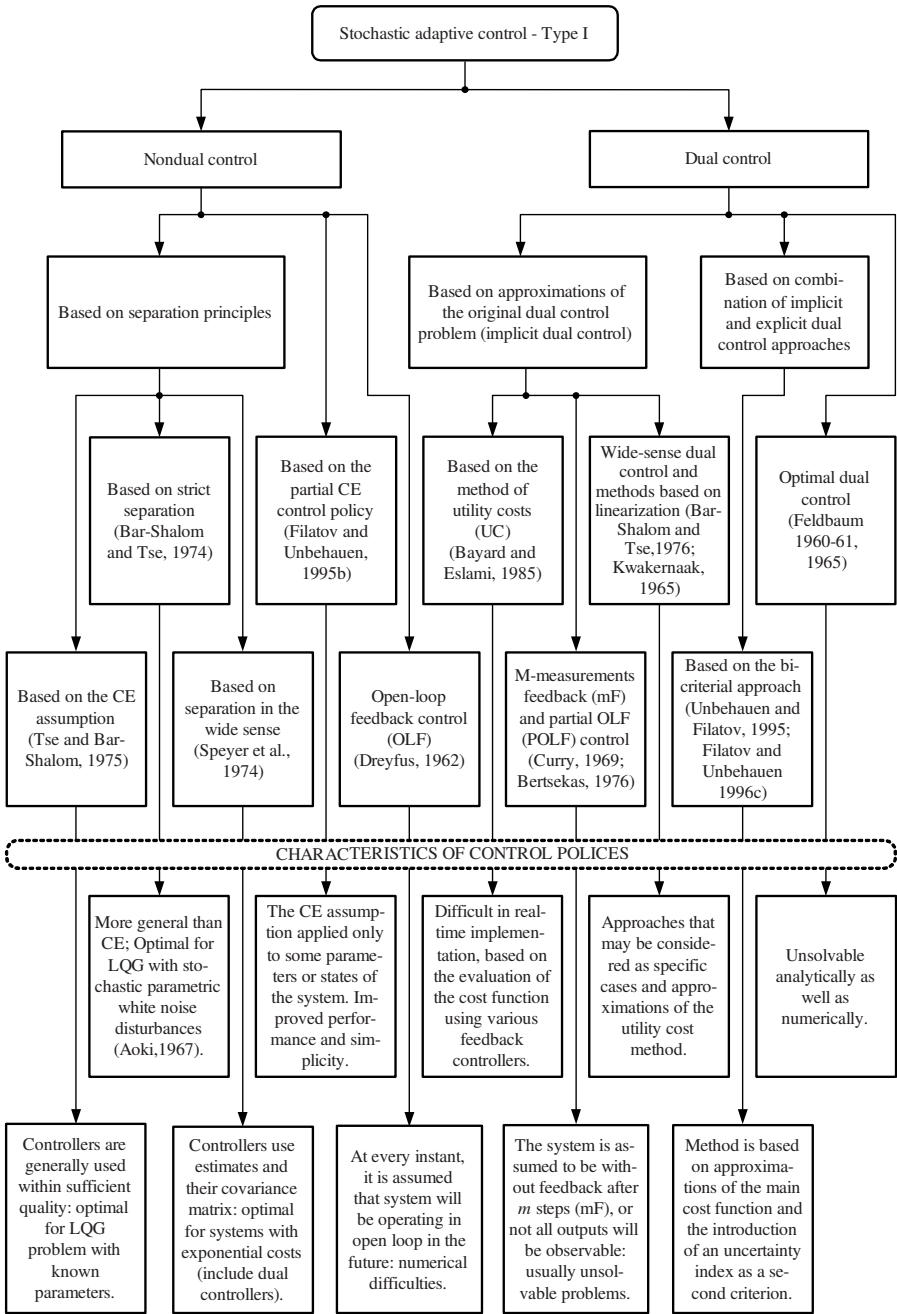 Stochastic adaptive control - Type I
Nondual control
Dual control
Based on separation principles
Based on approximations of
the original dual control
problem (implicit dual control)
Based on combi-
nation of implicit
and explicit dual
control approaches
Based on strict
separation
(Bar-Shalom
and Tse, 1974)
Based on the
partial CE
control policy
(Filatov and
Unbehauen,
1995b)
Based on the
method of
utility costs
(UC)
(Bayard and
Eslami, 1985)
Wide-sense dual
control and
methods based on
linearization (Bar-
Shalom and
Tse,1976;
Kwakernaak,
1965)
Optimal dual
control
(Feldbaum
1960-61,
1965)
Based on the CE
assumption
(Tse and Bar-
Shalom, 1975)
Based on
separation in the
wide sense
(Speyer et al.,
1974)
Open-loop
feedback control
(OLF)
(Dreyfus, 1962)
M-measurements
feedback (mF)
and partial OLF
(POLF) control
(Curry, 1969;
Bertsekas, 1976)
Based on the bi-
criterial approach
(Unbehauen and
Filatov, 1995;
Filatov and
Unbehauen
1996c)
CHARACTERISTICS OF CONTROL POLICES
More general than
CE; Optimal for
LQG with sto-
chastic parametric
white noise
disturbances
(Aoki,1967).
The CE assump-
tion applied only
to some parame-
ters or states of
the system. Im-
proved perfor-
mance and sim-
plicity.
Difficult in real-
time implemen-
tation, based on
the evaluation of
the cost function
using various
feedback
controllers.
Approaches that
may be conside-
red as specific
cases and approx-
imations of the
utility cost
method.
Unsolvable
analytically as
well as
numerically.
Controllers are
generally used
within sufficient
quality: optimal
for LQG
problem with
known
parameters.
Controllers use
estimates and
their covariance
matrix: optimal
for systems with
exponential costs
(include dual
controllers).
At every instant,
it is assumed
that system will
be operating in
open loop in the
future: numerical
difficulties.
The system is as-
sumed to be with-
out feedback after
m steps (mF), or
not all outputs will
be observable:
usually unsol-
vable problems.
Method is based
on approxima-
tions of the main
cost function and
the introduction
of an uncertainty
index as a se-
cond criterion.